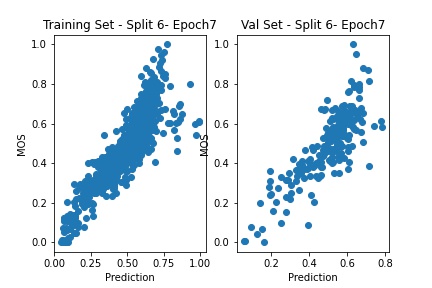 Training Set - Split 6- Epoch7
Val Set - Split 6- Epoch7
1.0
0.8
0.6
0.4
0.2
0.0
MOS
0.00 0.25 0.50 0.75 1.00
Prediction
1.0
0.8
0.6
0.4
0.2
0.0
MOS
0.2 0.4 0.6 0.8
Prediction